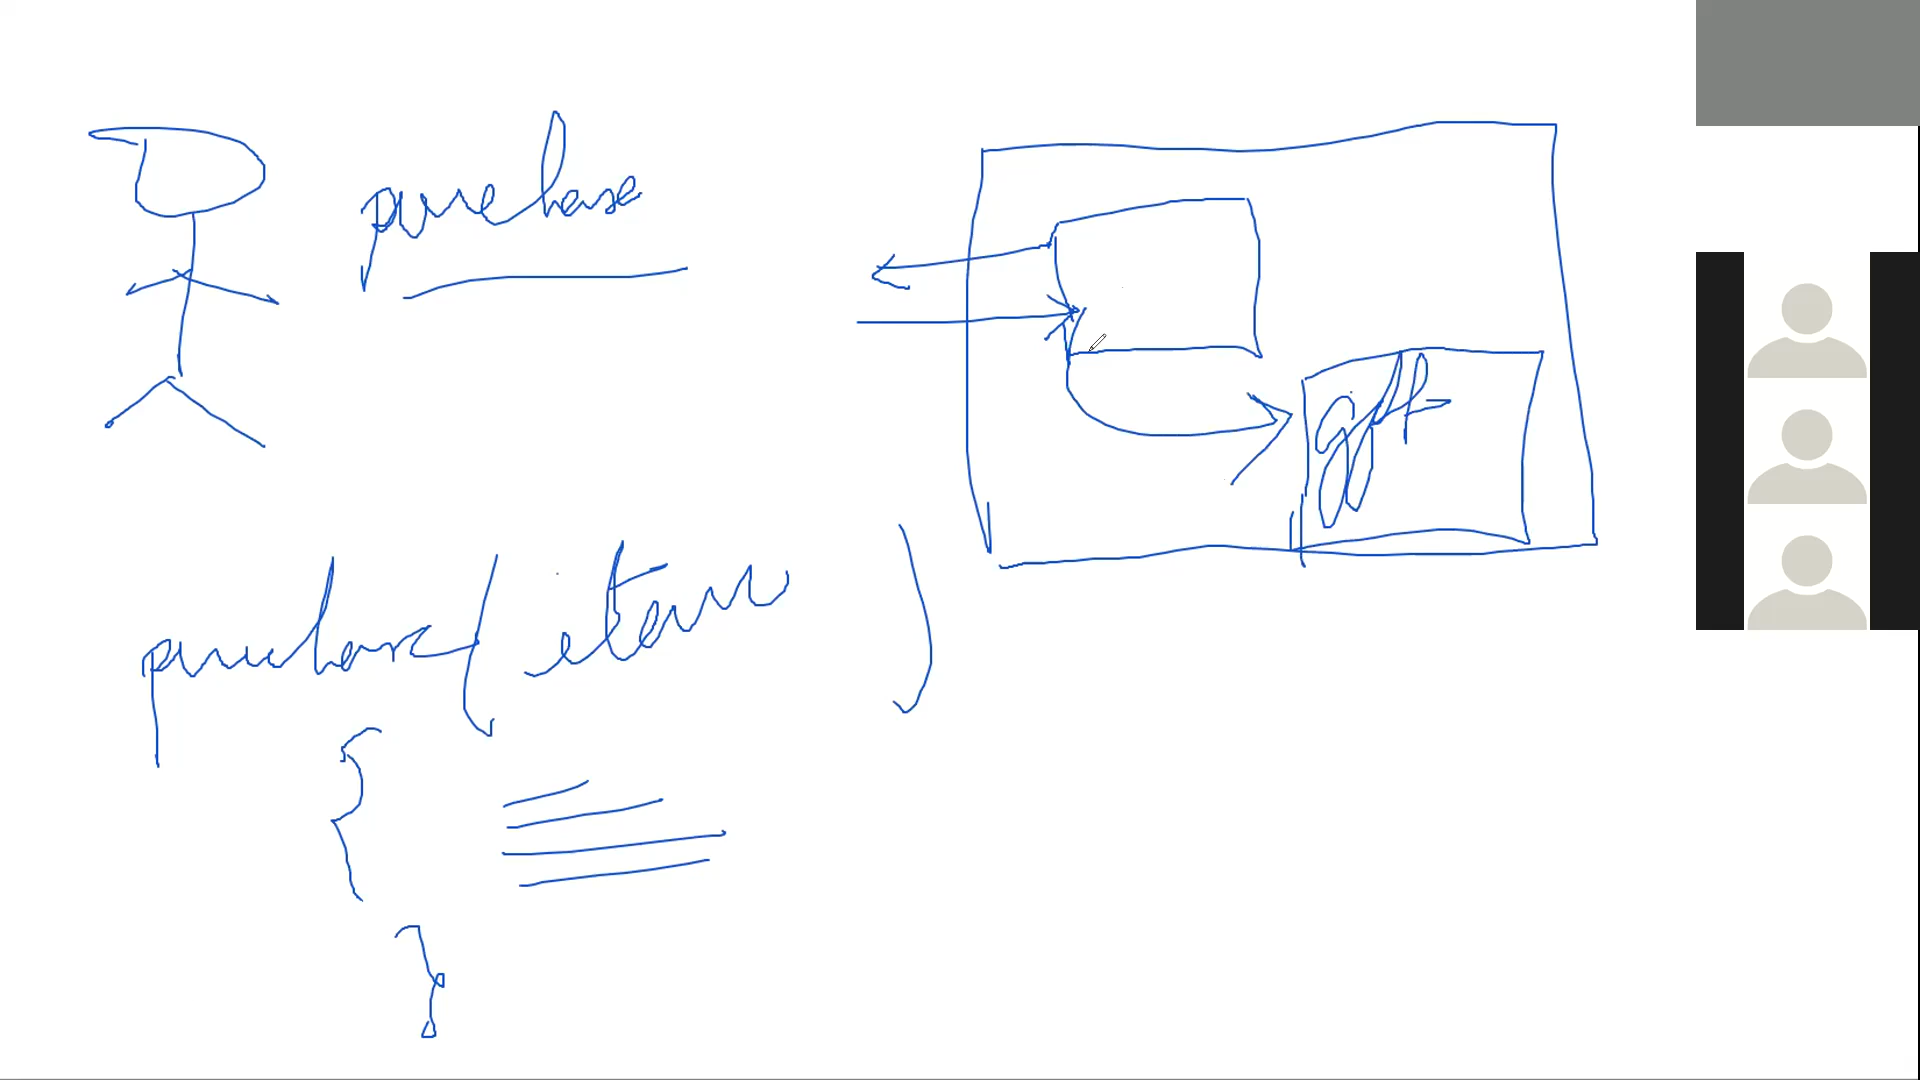 purchase
gift
purchase( item )
{
}